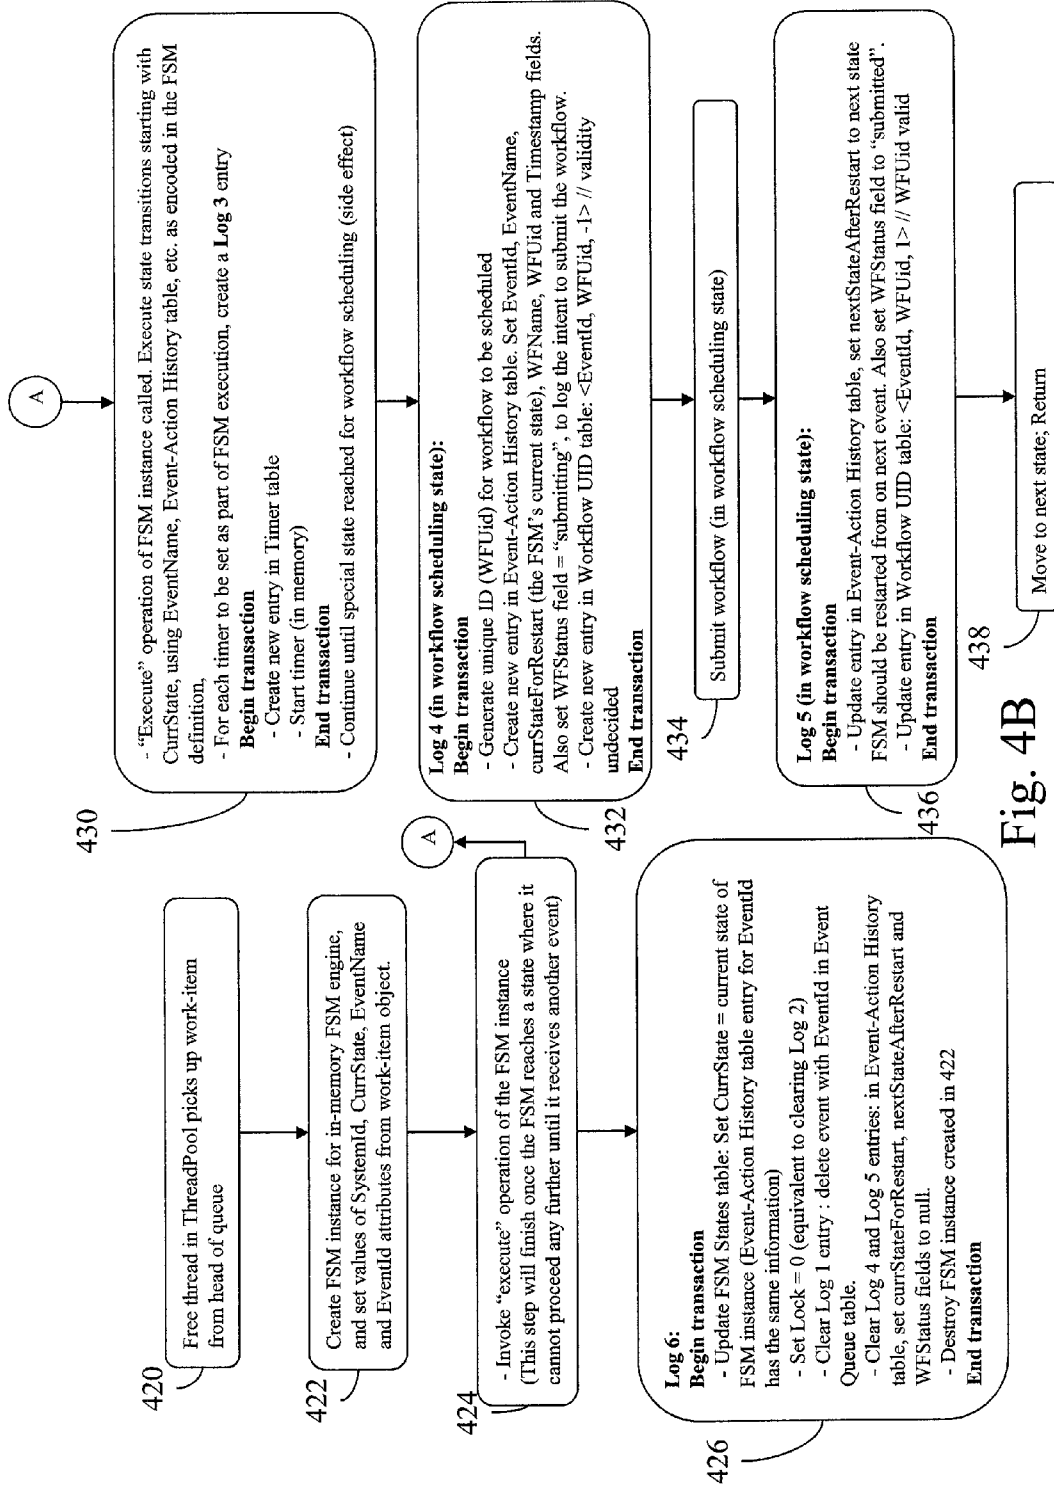 420
Free thread in ThreadPool picks up work-item
from head of queue
422
Create FSM instance for in-memory FSM engine,
and set values of SystemId, CurrState, EventName
and EventId attributes from work-item object.
424
- Invoke “execute” operation of the FSM instance
(This step will finish once the FSM reaches a state where it
cannot proceed any further until it receives another event)
A
426
Log 6:
Begin transaction
- Update FSM States table: Set CurrState = current state of
FSM instance (Event-Action History table entry for EventId
has the same information)
- Set Lock = 0 (equivalent to clearing Log 2)
- Clear Log 1 entry : delete event with EventId in Event
Queue table.
- Clear Log 4 and Log 5 entries: in Event-Action History
table, set currStateForRestart, nextStateAfterRestart and
WFStatus fields to null.
- Destroy FSM instance created in 422
End transaction
A
430
- “Execute” operation of FSM instance called. Execute state transitions starting with
CurrState, using EventName, Event-Action History table, etc. as encoded in the FSM
definition,
- For each timer to be set as part of FSM execution, create a Log 3 entry
Begin transaction
- Create new entry in Timer table
- Start timer (in memory)
End transaction
- Continue until special state reached for workflow scheduling (side effect)
432
Log 4 (in workflow scheduling state):
Begin transaction
- Generate unique ID (WFUid) for workflow to be scheduled
- Create new entry in Event-Action History table. Set EventId, EventName,
currStateForRestart (the FSM’s current state), WFName, WFUid and Timestamp fields.
Also set WFStatus field = “submitting”, to log the intent to submit the workflow.
- Create new entry in Workflow UID table: <EventId, WFUid, -1> // validity
undecided
End transaction
434
Submit workflow (in workflow scheduling state)
436
Log 5 (in workflow scheduling state):
Begin transaction
- Update entry in Event-Action History table, set nextStateAfterRestart to next state
FSM should be restarted from on next event. Also set WFStatus field to “submitted”.
- Update entry in Workflow UID table: <EventId, WFUid, 1> // WFUid valid
End transaction
438
Move to next state; Return
Fig. 4B